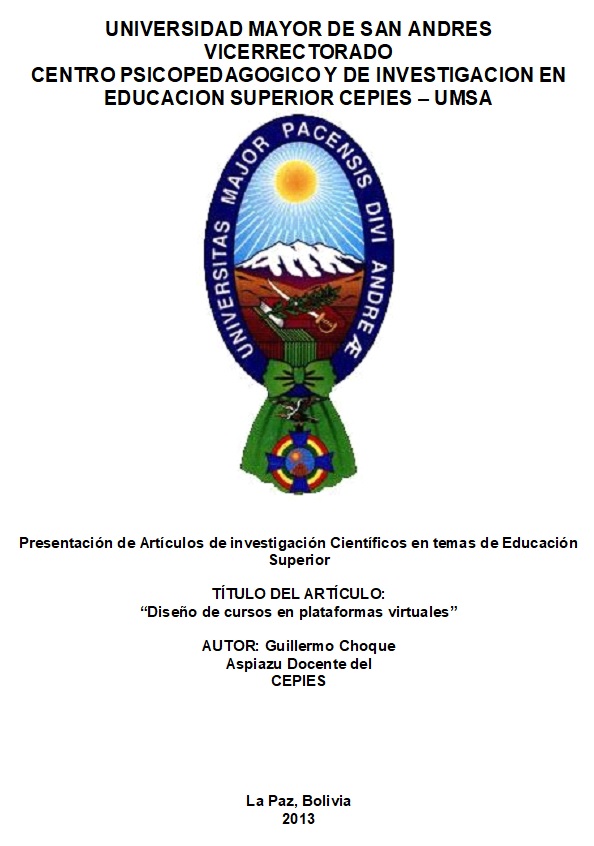 UNIVERSIDAD MAYOR DE SAN ANDRES
VICERRECTORADO
CENTRO PSICOPEDAGOGICO Y DE INVESTIGACION EN
EDUCACION SUPERIOR CEPIES – UMSA
UNIVERSITAS MAJOR PACENSIS DIVI ANDREÆ
Presentación de Artículos de investigación Científicos en temas de Educación
Superior
TÍTULO DEL ARTÍCULO:
“Diseño de cursos en plataformas virtuales”
AUTOR: Guillermo Choque
Aspiazu Docente del
CEPIES
La Paz, Bolivia
2013